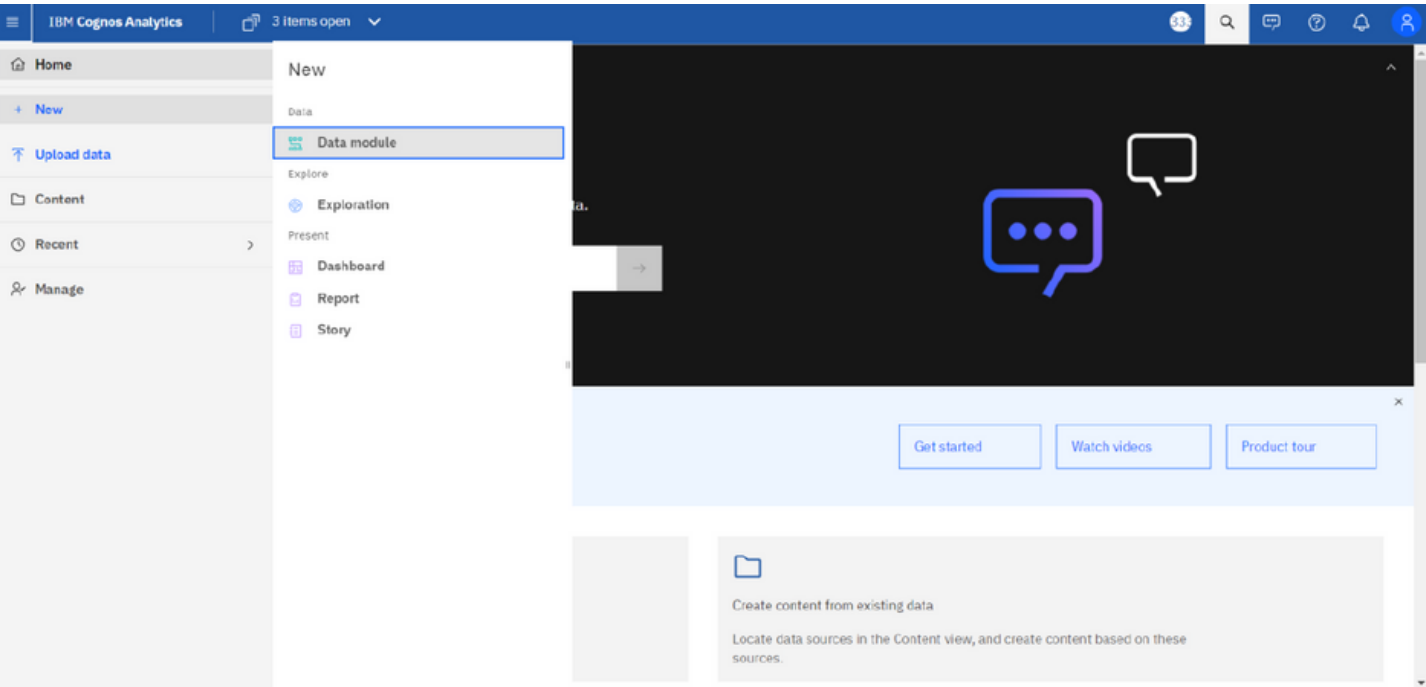 IBM Cognos Analytics
3 items open
Home
New
Upload data
Content
Recent
Manage
New
Data
Data module
Explore
Exploration
Present
Dashboard
Report
Story
ta.
Get started
Watch videos
Product tour
Create content from existing data
Locate data sources in the Content view, and create content based on these
sources.